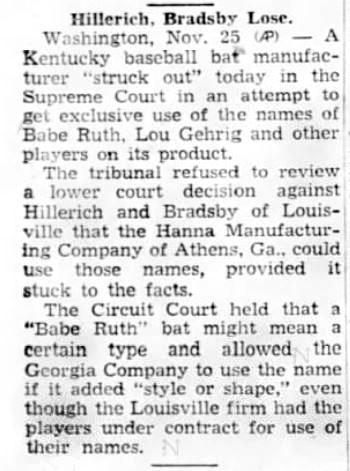 Hillerich, Bradsby Lose.
Washington, Nov. 25 (AP) — A
Kentucky baseball bat manufac-
turer "struck out" today in the
Supreme Court in an attempt to
get exclusive use of the names of
Babe Ruth, Lou Gehrig and other
players on its product.
The tribunal refused to review
a lower court decision against
Hillerich and Bradsby of Louis-
ville that the Hanna Manufactur-
ing Company of Athens, Ga., could
use those names, provided it
stuck to the facts.
The Circuit Court held that a
"Babe Ruth" bat might mean a
certain type and allowed the
Georgia Company to use the name
if it added "style or shape," even
though the Louisville firm had the
players under contract for use of
their names.